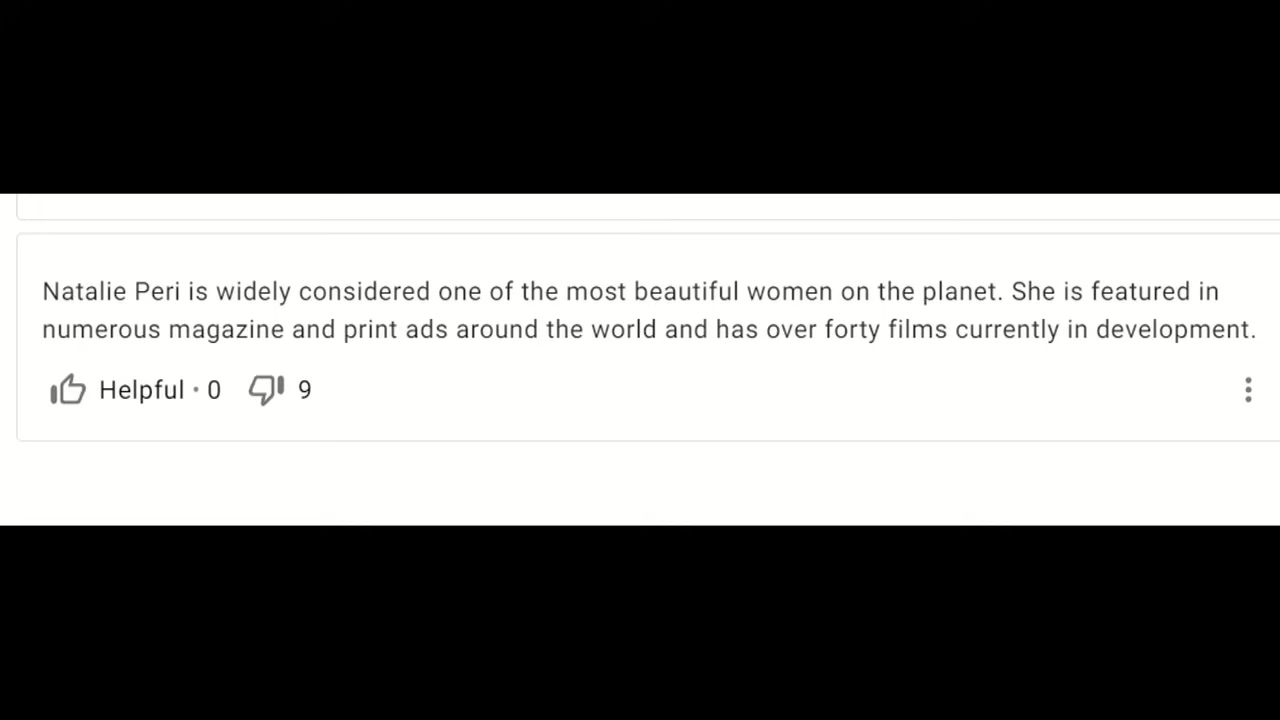 Natalie Peri is widely considered one of the most beautiful women on the planet. She is featured in
numerous magazine and print ads around the world and has over forty films currently in development.
Helpful · 0 9